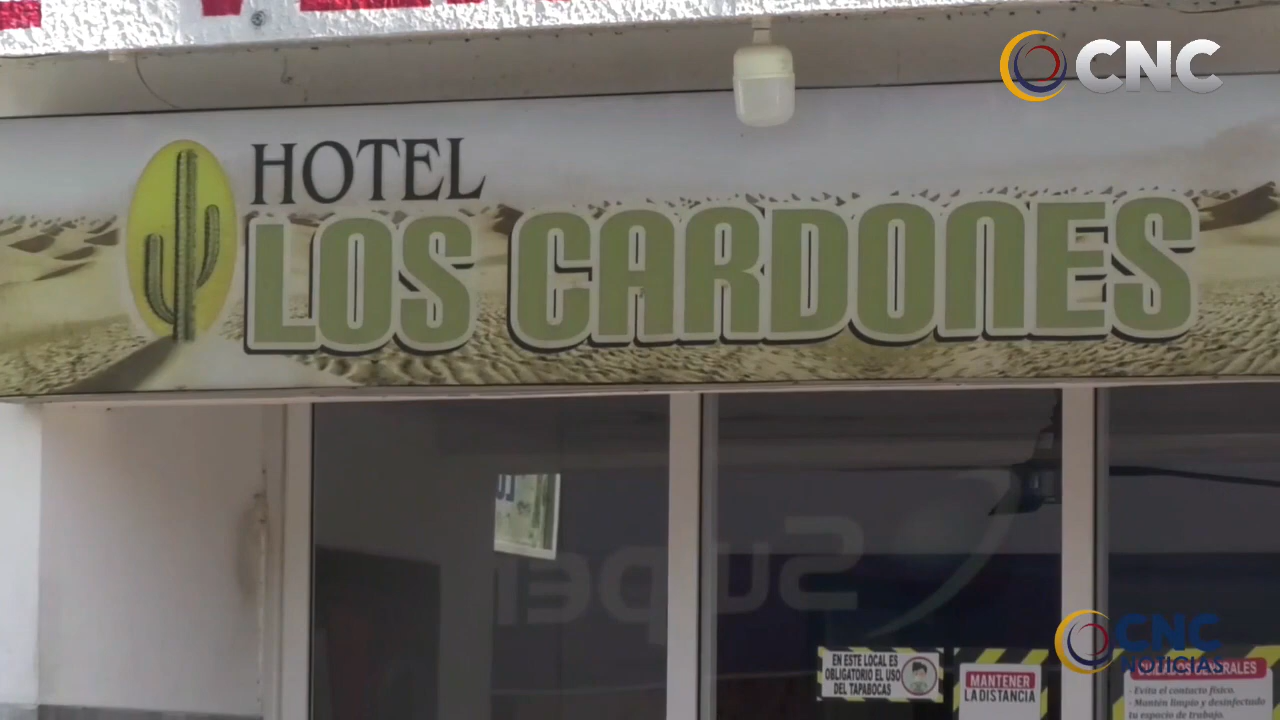 CNC
HOTEL
LOS CARDONES
Super
EN ESTE LOCAL ES
OBLIGATORIO EL USO
DEL TAPABOCAS
MANTENER
LA DISTANCIA
CNC
NOTICIAS
- Evita el contacto físico.
- Mantén limpio y desinfectado
tu espacio de trabajo.